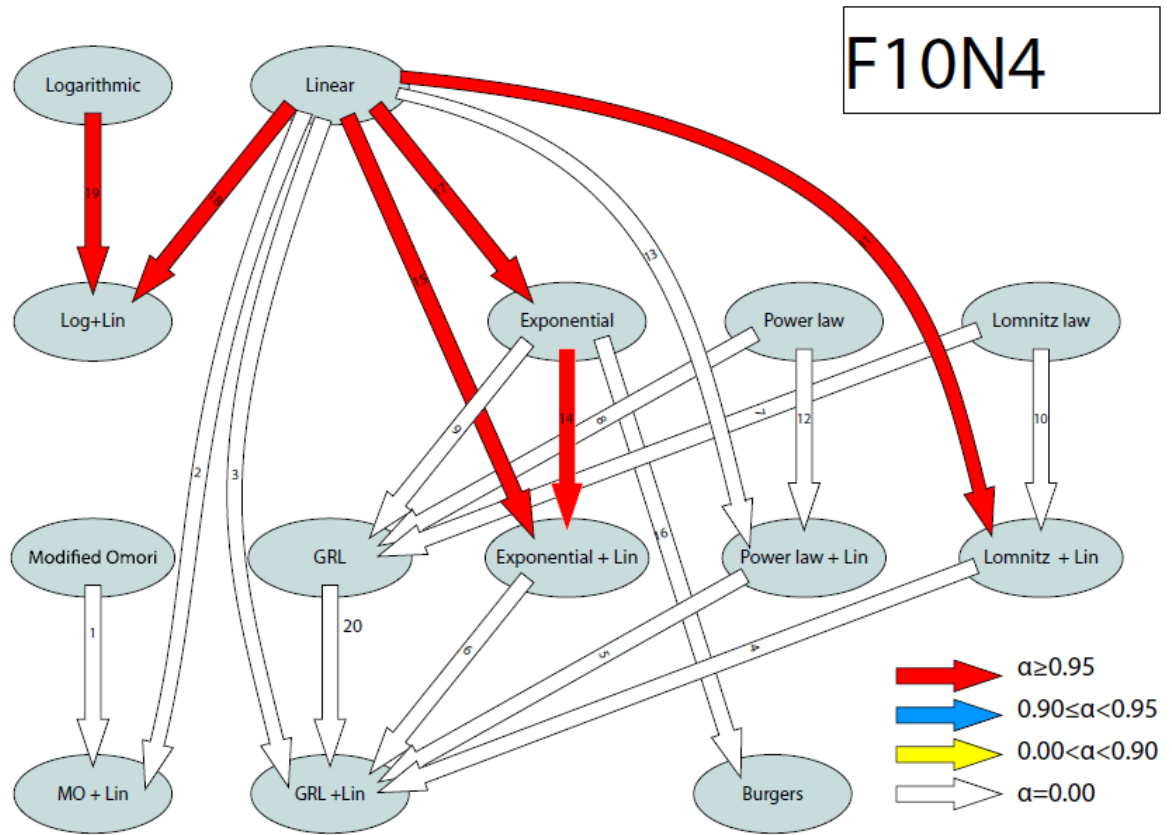 F10N4
Logarithmic
Linear
19
18
17
15
11
13
Log+Lin
Exponential
Power law
Lomnitz law
9
14
8
7
12
10
2
3
16
Modified Omori
GRL
Exponential + Lin
Power law + Lin
Lomnitz + Lin
1
20
6
5
4
α≥0.95
0.90≤α<0.95
0.00<α<0.90
α=0.00
MO + Lin
GRL +Lin
Burgers